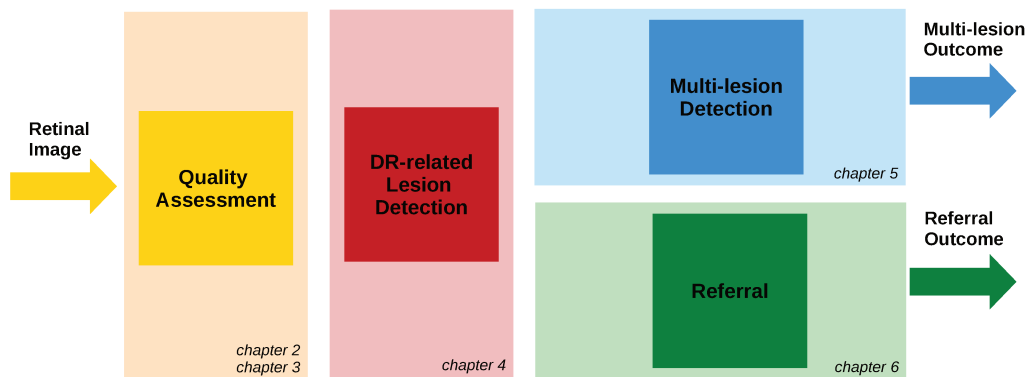 Retinal
Image
Quality
Assessment
chapter 2
chapter 3
DR-related
Lesion
Detection
chapter 4
Multi-lesion
Detection
chapter 5
Multi-lesion
Outcome
Referral
chapter 6
Referral
Outcome